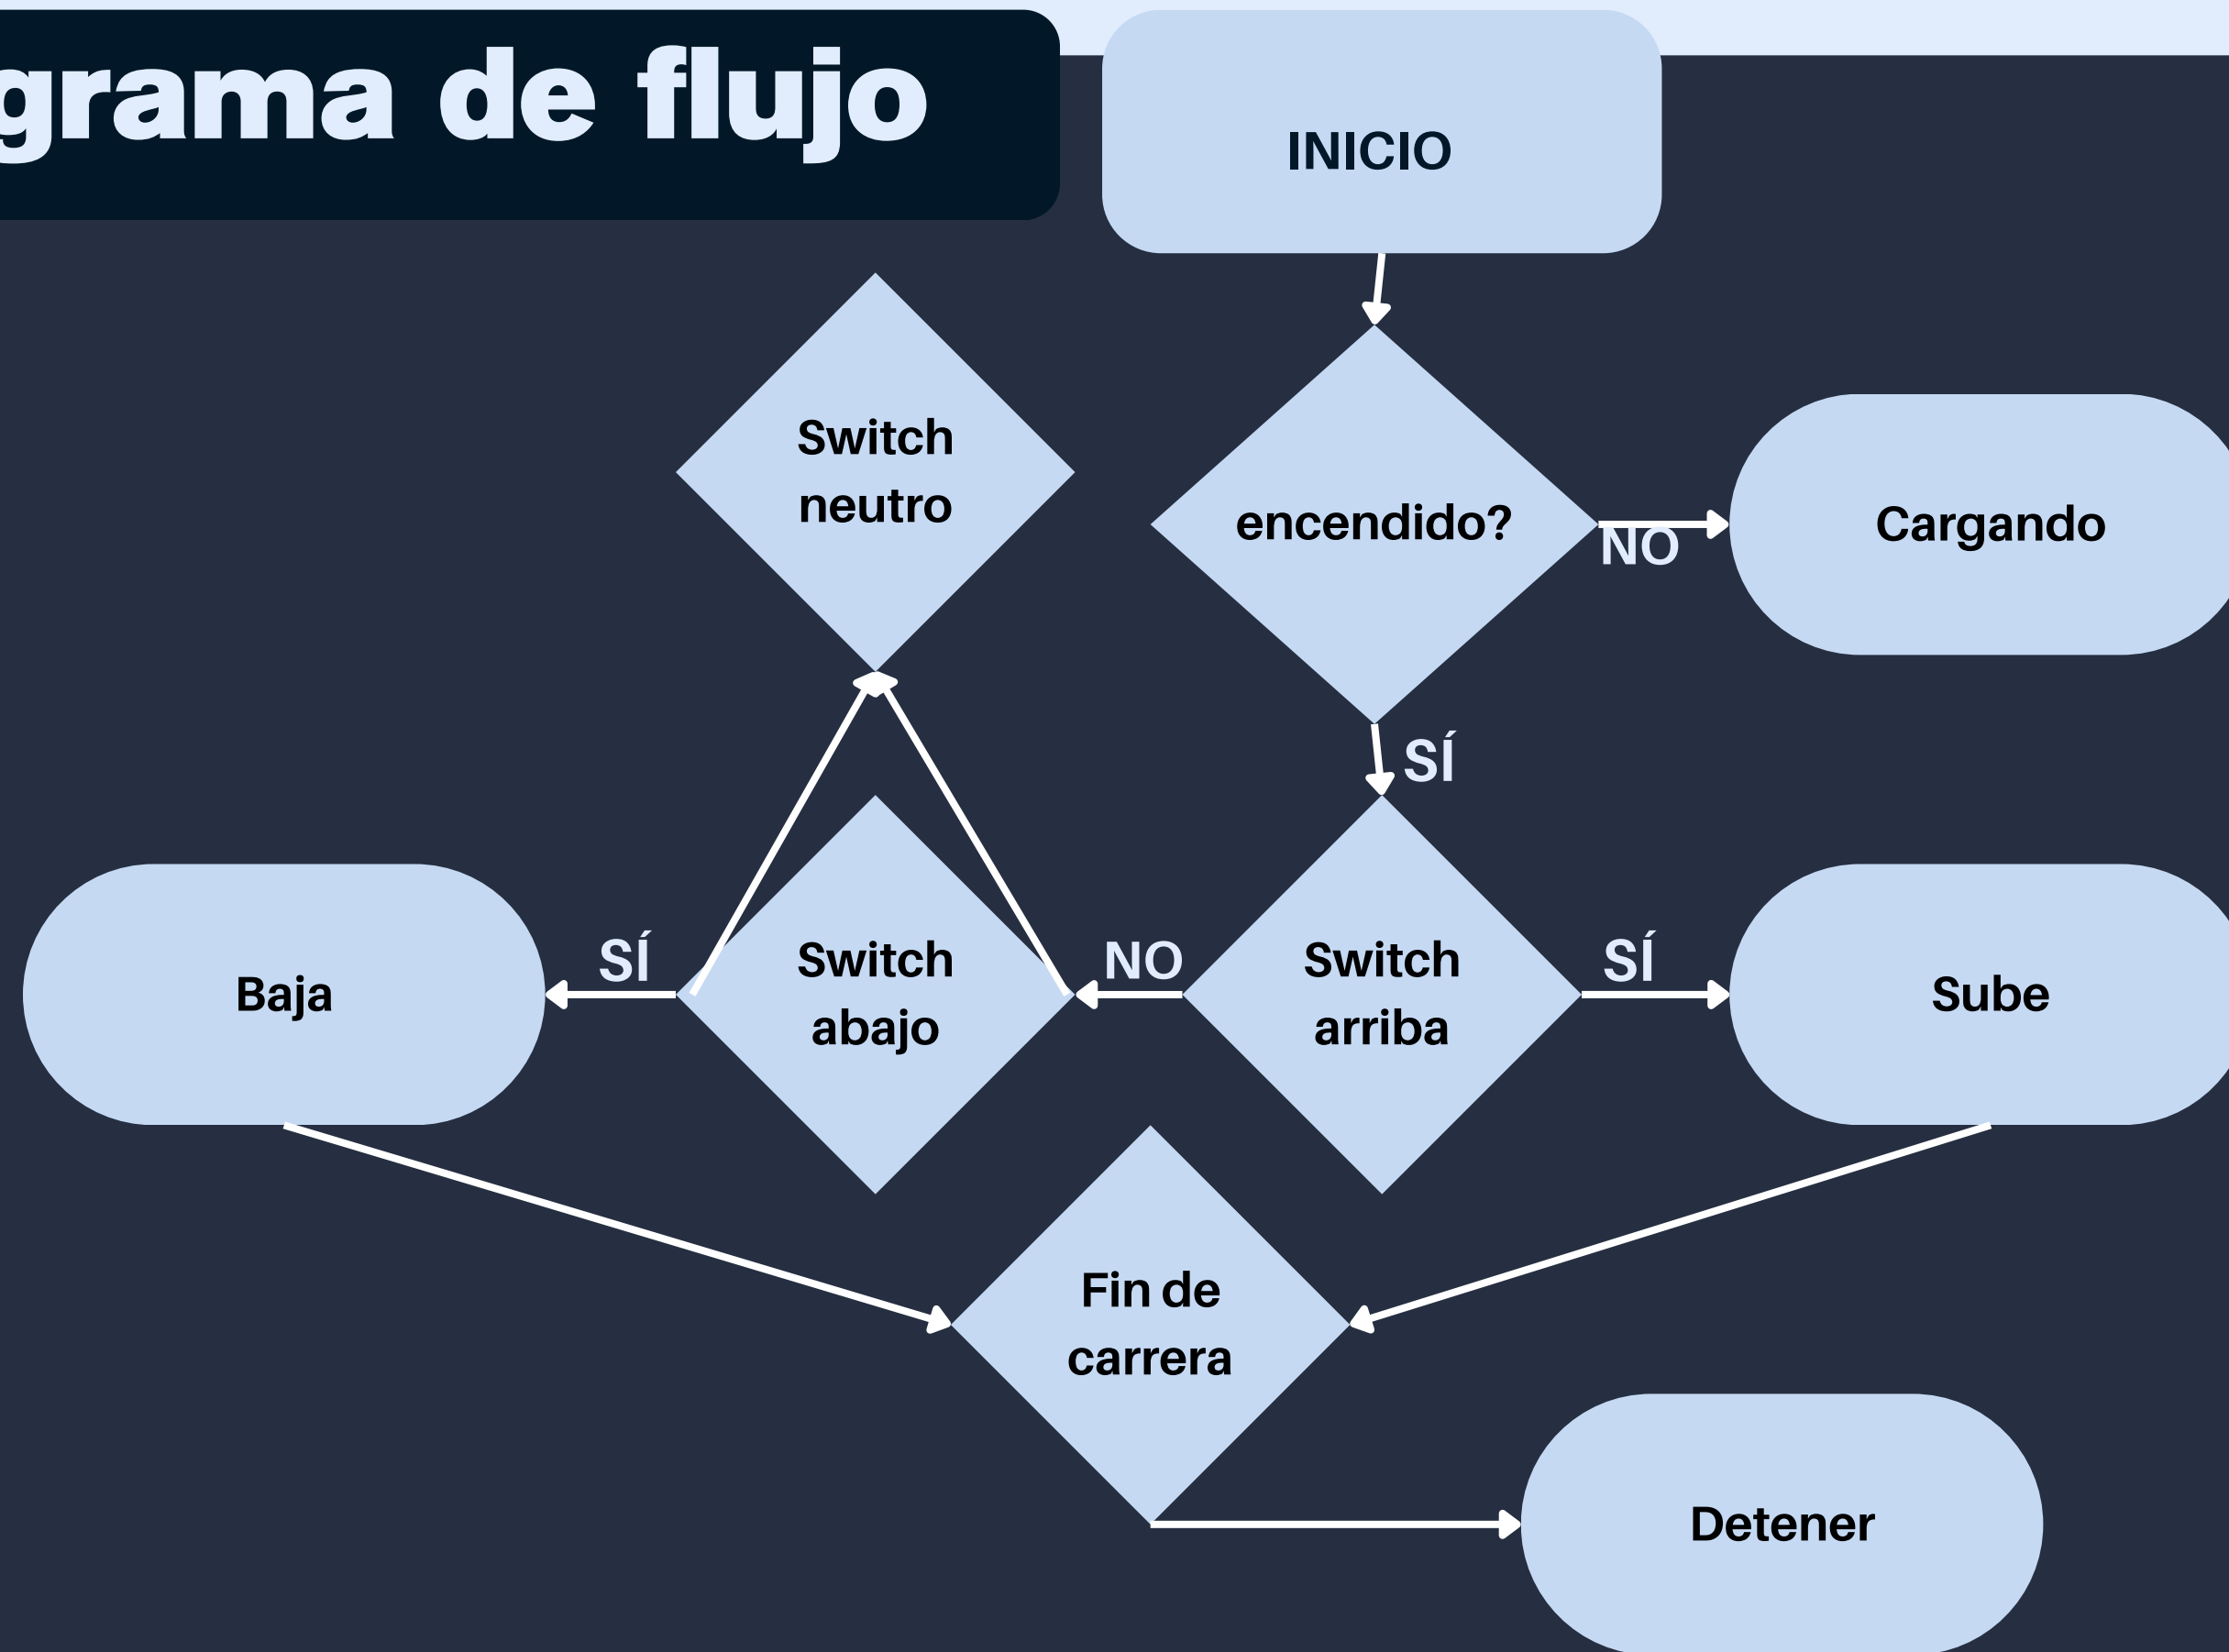 grama de flujo
INICIO
Switch
neutro
encendido?
NO
Cargando
SÍ
Baja
SÍ
Switch
abajo
NO
Switch
arriba
SÍ
Sube
Fin de
carrera
Detener